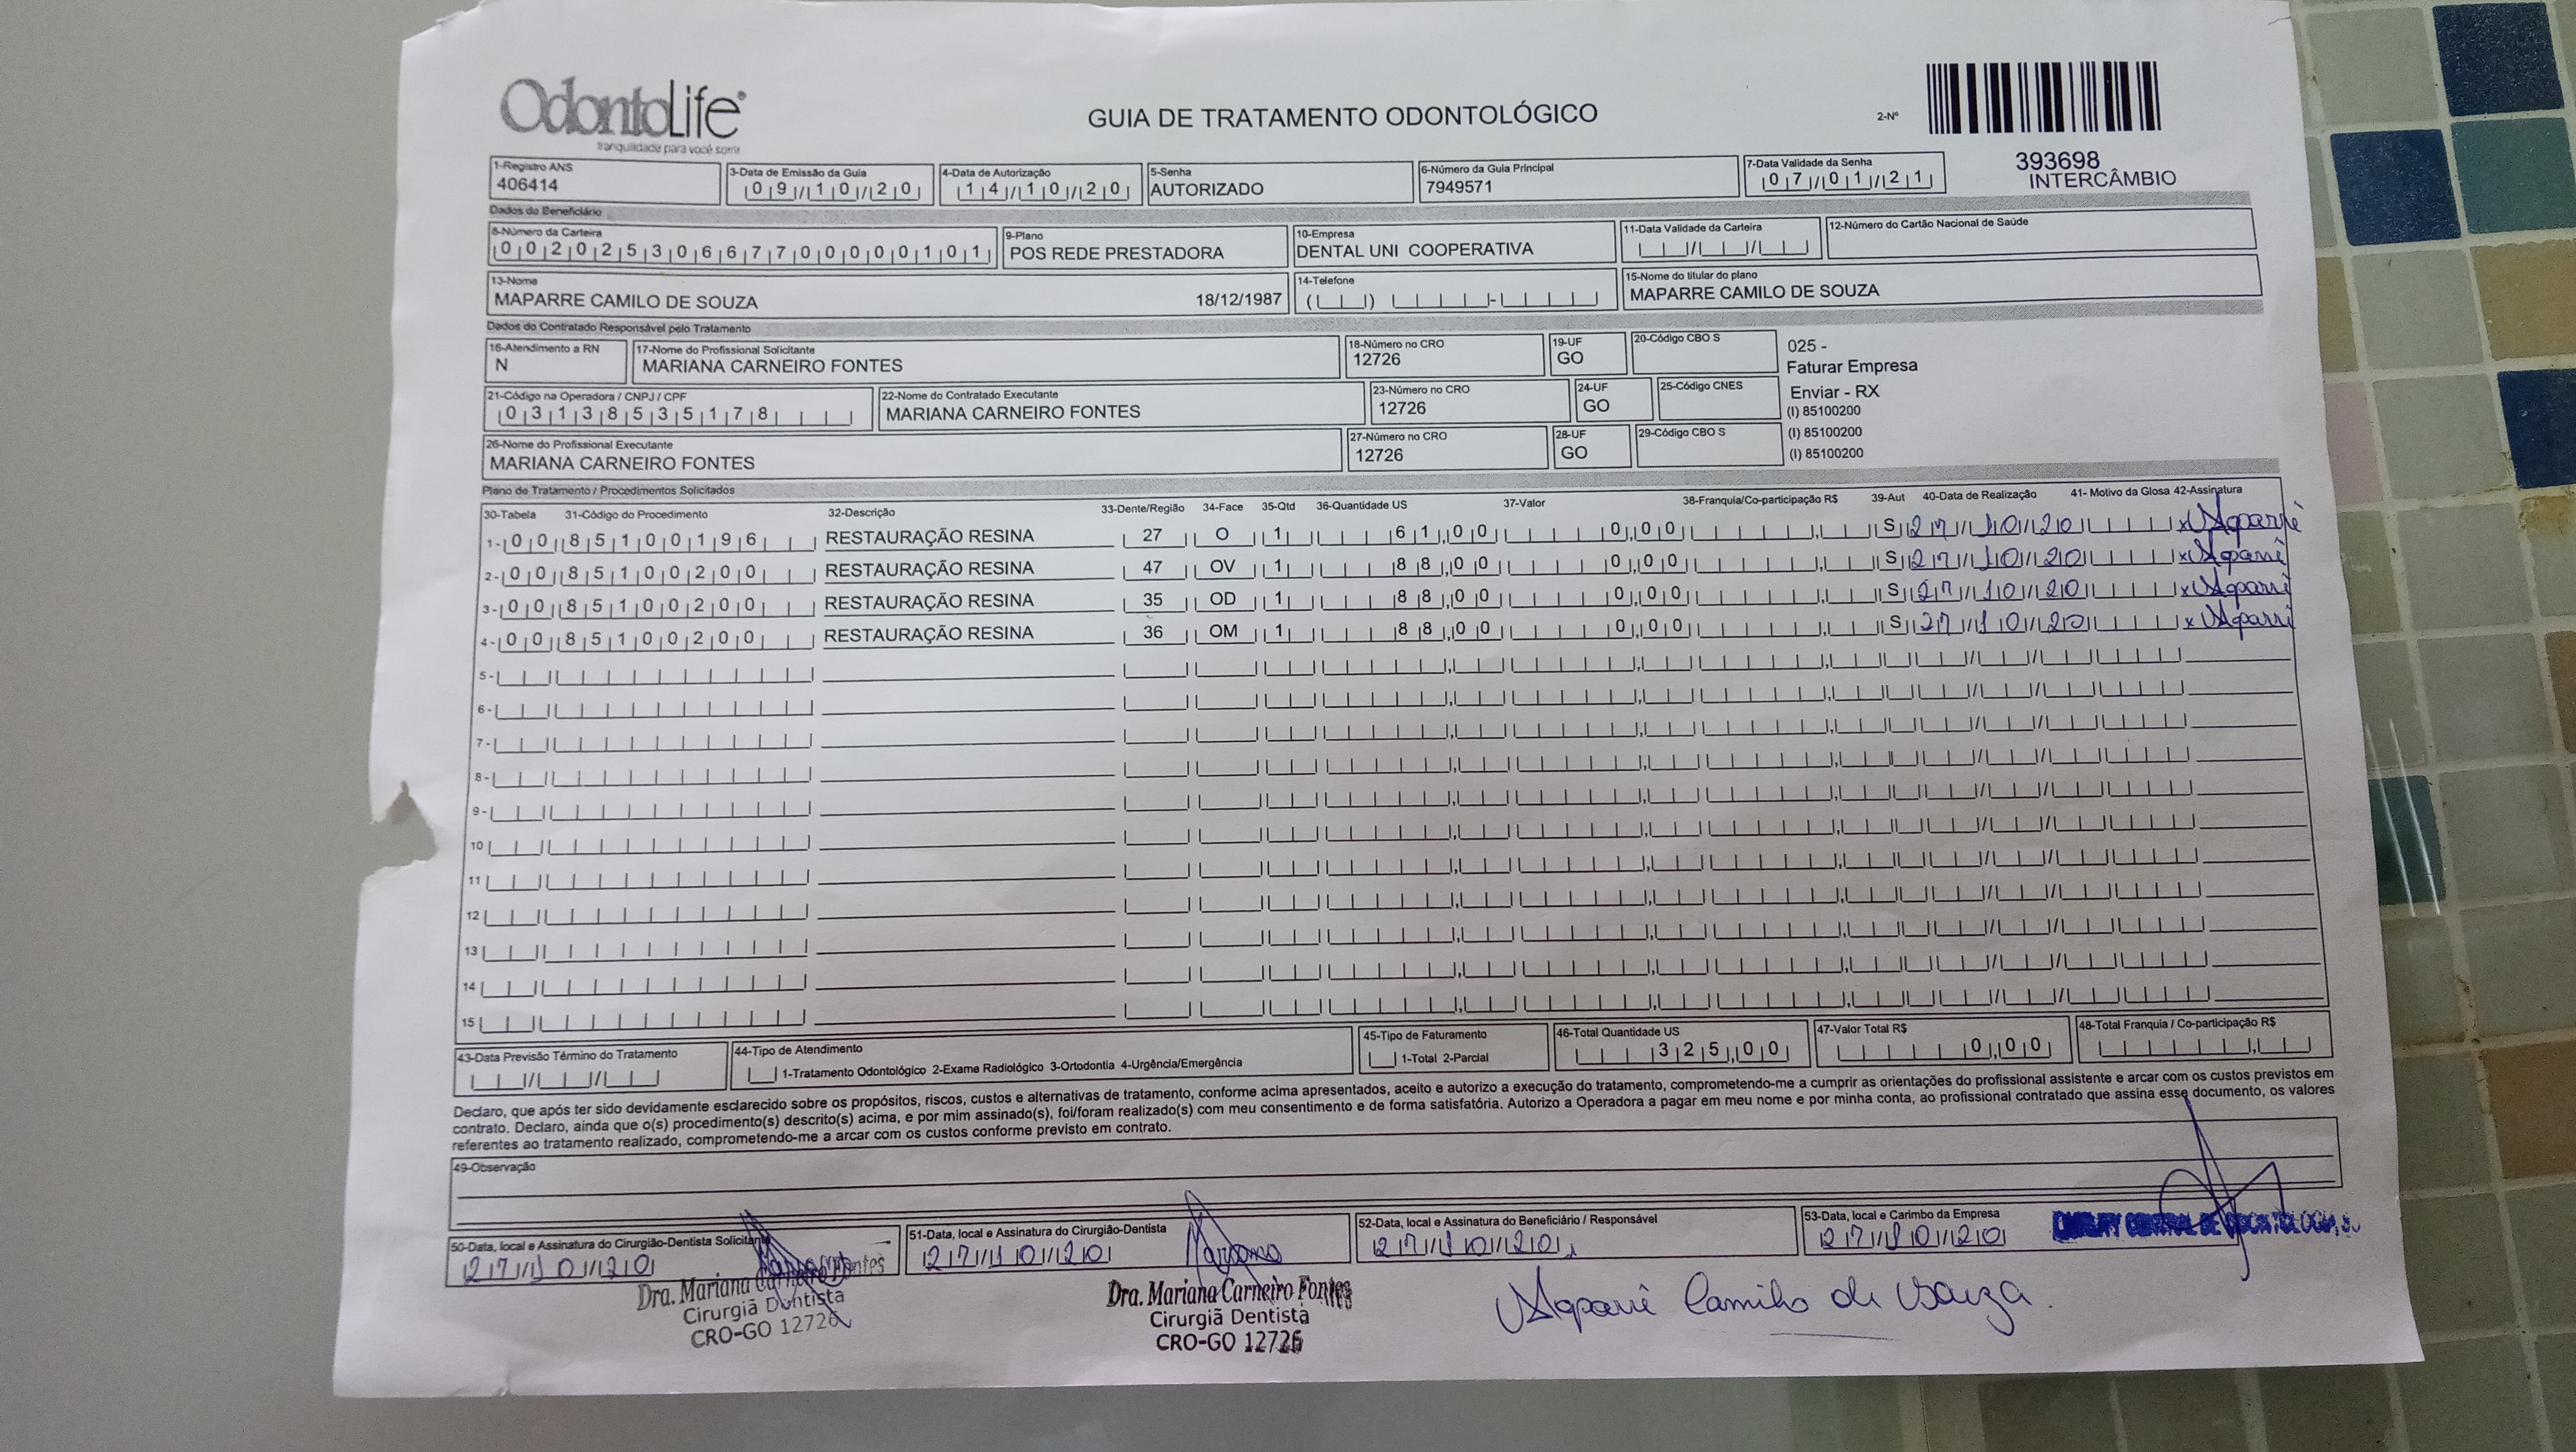 OdontoLife®
tranquilidade para você sorrir
GUIA DE TRATAMENTO ODONTOLÓGICO
2-Nº
393698
INTERCÂMBIO
1-Registro ANS
406414
3-Data de Emissão da Guia
09/10/20
4-Data de Autorização
14/10/20
5-Senha
AUTORIZADO
6-Número da Guia Principal
7949571
7-Data Validade da Senha
07/01/21
Dados do Beneficiário
8-Número da Carteira
00202530667700000101
9-Plano
POS REDE PRESTADORA
10-Empresa
DENTAL UNI COOPERATIVA
11-Data Validade da Carteira
12-Número do Cartão Nacional de Saúde
13-Nome
MAPARRE CAMILO DE SOUZA 18/12/1987
14-Telefone
15-Nome do titular do plano
MAPARRE CAMILO DE SOUZA
Dados do Contratado Responsável pelo Tratamento
16-Atendimento a RN
N
17-Nome do Profissional Solicitante
MARIANA CARNEIRO FONTES
18-Número no CRO
12726
19-UF
GO
20-Código CBO S
025 -
Faturar Empresa
Enviar - RX
(I) 85100200
(I) 85100200
(I) 85100200
21-Código na Operadora / CNPJ / CPF
03138535178
22-Nome do Contratado Executante
MARIANA CARNEIRO FONTES
23-Número no CRO
12726
24-UF
GO
25-Código CNES
26-Nome do Profissional Executante
MARIANA CARNEIRO FONTES
27-Número no CRO
12726
28-UF
GO
29-Código CBO S
Plano de Tratamento / Procedimentos Solicitados
30-Tabela 31-Código do Procedimento 32-Descrição 33-Dente/Região 34-Face 35-Qtd 36-Quantidade US 37-Valor 38-Franquia/Co-participação R$ 39-Aut 40-Data de Realização 41- Motivo da Glosa 42-Assinatura
1- 00 85100196 RESTAURAÇÃO RESINA 27 O 1 61,00 0,00 S 27/10/20 x Maparrê
2- 00 85100200 RESTAURAÇÃO RESINA 47 OV 1 88,00 0,00 S 27/10/20 x Maparrê
3- 00 85100200 RESTAURAÇÃO RESINA 35 OD 1 88,00 0,00 S 27/10/20 x Maparrê
4- 00 85100200 RESTAURAÇÃO RESINA 36 OM 1 88,00 0,00 S 27/10/20 x Maparrê
5-
6-
7-
8-
9-
10
11
12
13
14
15
43-Data Previsão Término do Tratamento
44-Tipo de Atendimento
1-Tratamento Odontológico 2-Exame Radiológico 3-Ortodontia 4-Urgência/Emergência
45-Tipo de Faturamento
1-Total 2-Parcial
46-Total Quantidade US
325,00
47-Valor Total R$
0,00
48-Total Franquia / Co-participação R$
Declaro, que após ter sido devidamente esclarecido sobre os propósitos, riscos, custos e alternativas de tratamento, conforme acima apresentados, aceito e autorizo a execução do tratamento, comprometendo-me a cumprir as orientações do profissional assistente e arcar com os custos previstos em
contrato. Declaro, ainda que o(s) procedimento(s) descrito(s) acima, e por mim assinado(s), foi/foram realizado(s) com meu consentimento e de forma satisfatória. Autorizo a Operadora a pagar em meu nome e por minha conta, ao profissional contratado que assina esse documento, os valores
referentes ao tratamento realizado, comprometendo-me a arcar com os custos conforme previsto em contrato.
49-Observação
50-Data, local e Assinatura do Cirurgião-Dentista Solicitante
27/10/20
51-Data, local e Assinatura do Cirurgião-Dentista
27/10/20 Mariana
52-Data, local e Assinatura do Beneficiário / Responsável
27/10/20
53-Data, local e Carimbo da Empresa
27/10/20
CENTRAL DE ODONTOLOGIA
Dra. Mariana Carneiro Fontes
Cirurgiã Dentista
CRO-GO 12726
Dra. Mariana Carneiro Fontes
Cirurgiã Dentista
CRO-GO 12726
Maparrê Camilo de Souza.